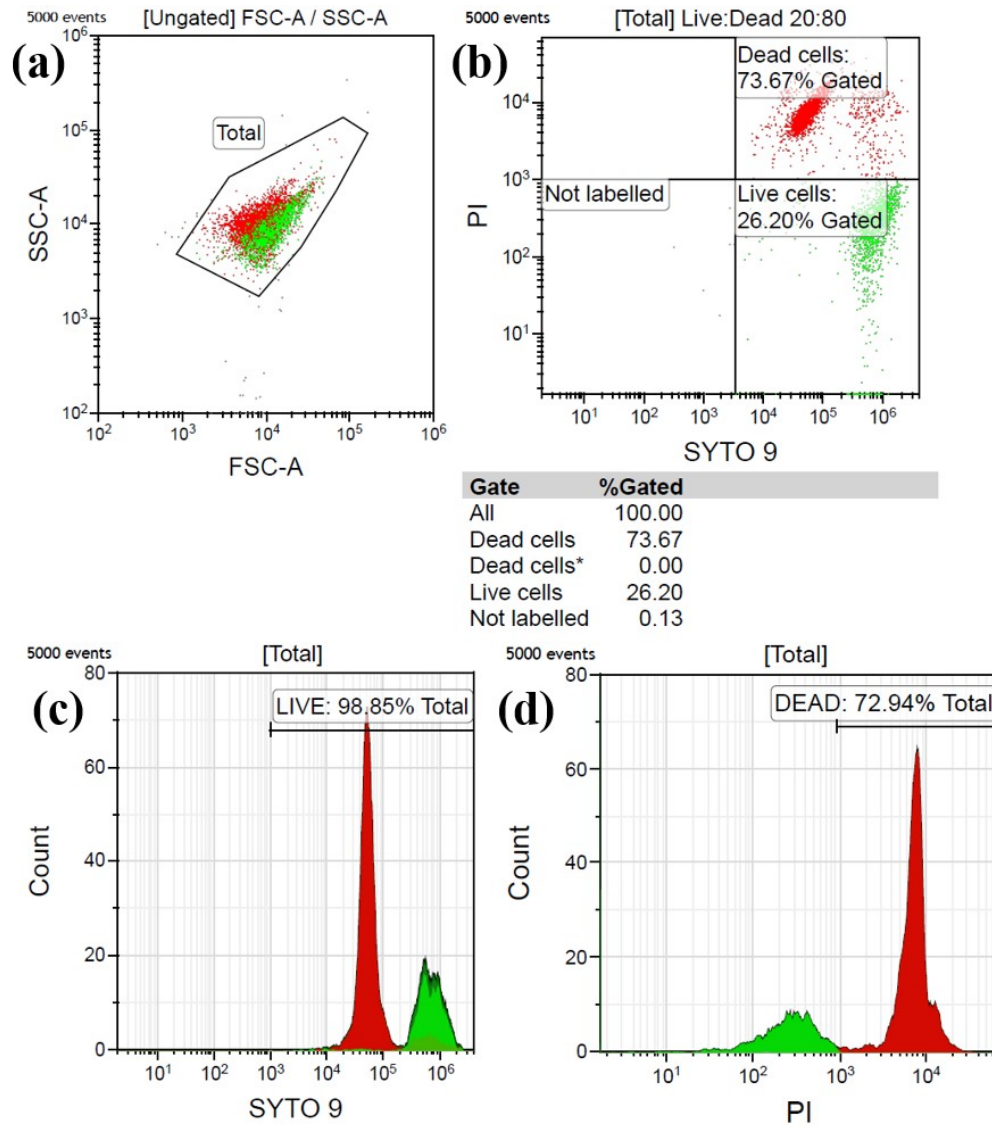 5000 events
[Ungated] FSC-A / SSC-A
(a)
10^6
10^5
10^4
10^3
10^2
SSC-A
Total
10^2 10^3 10^4 10^5 10^6
FSC-A
5000 events
[Total] Live:Dead 20:80
(b)
Dead cells:
73.67% Gated
Not labelled
Live cells:
26.20% Gated
10^4
10^3
10^2
10^1
PI
10^1 10^2 10^3 10^4 10^5 10^6
SYTO 9
Gate %Gated
All 100.00
Dead cells 73.67
Dead cells* 0.00
Live cells 26.20
Not labelled 0.13
5000 events
[Total]
(c)
LIVE: 98.85% Total
80
60
40
20
0
Count
10^1 10^2 10^3 10^4 10^5 10^6
SYTO 9
5000 events
[Total]
(d)
DEAD: 72.94% Total
80
60
40
20
0
Count
10^1 10^2 10^3 10^4
PI